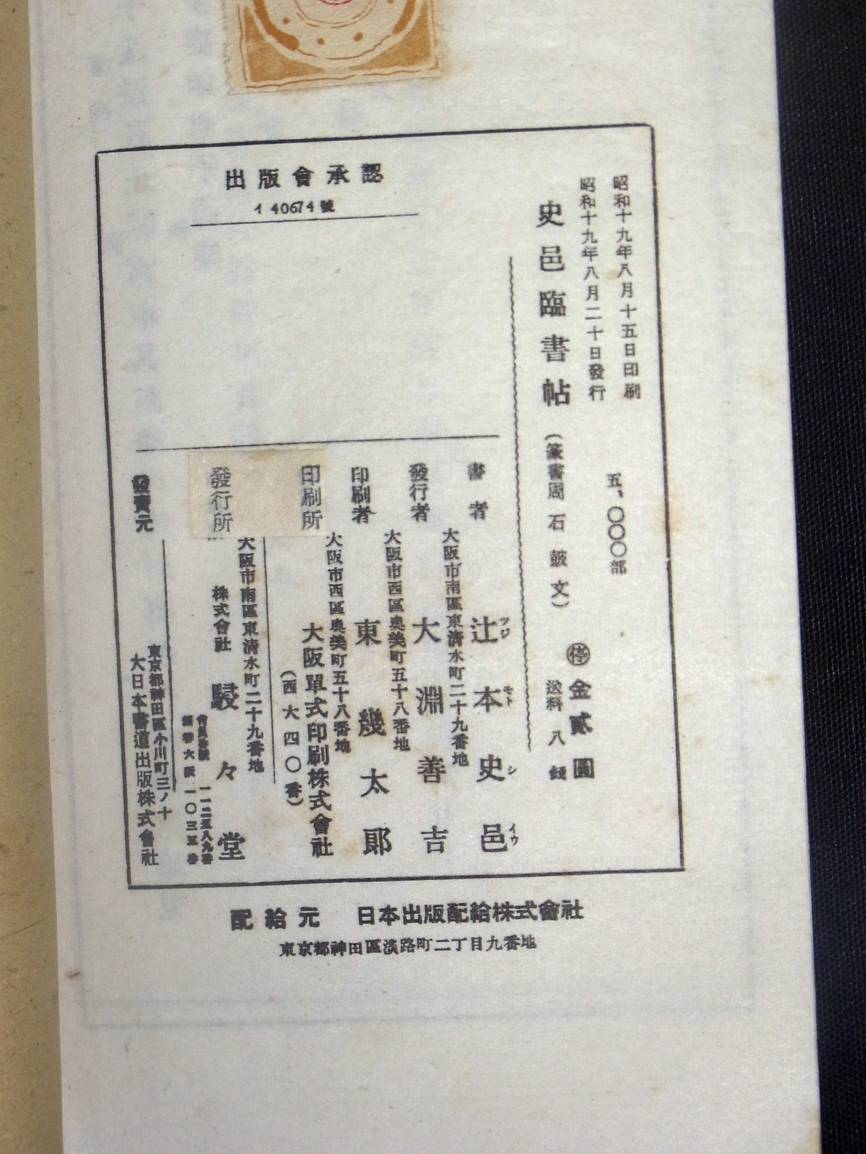 出版會承認
イ 40674 號
昭和十九年八月十五日印刷
昭和十九年八月二十日發行
五、〇〇〇部
史邑臨書帖
(篆書周石鼓文)
㊡金貳圓
送料 八錢
書者
大阪市南區東清水町二十九番地
辻本史邑
ツジ モト シ イウ
發行者
大阪市西區奥美町五十八番地
大淵善吉
印刷者
大阪市西區奥美町五十八番地
東幾太郎
印刷所
大阪單式印刷株式會社
(西大四〇番)
發行所
大阪市南區東清水町二十九番地
株式會社 駸々堂
發賣元
東京都神田區小川町三ノ十
大日本書道出版株式會社
配給元 日本出版配給株式會社
東京都神田區淡路町二丁目九番地